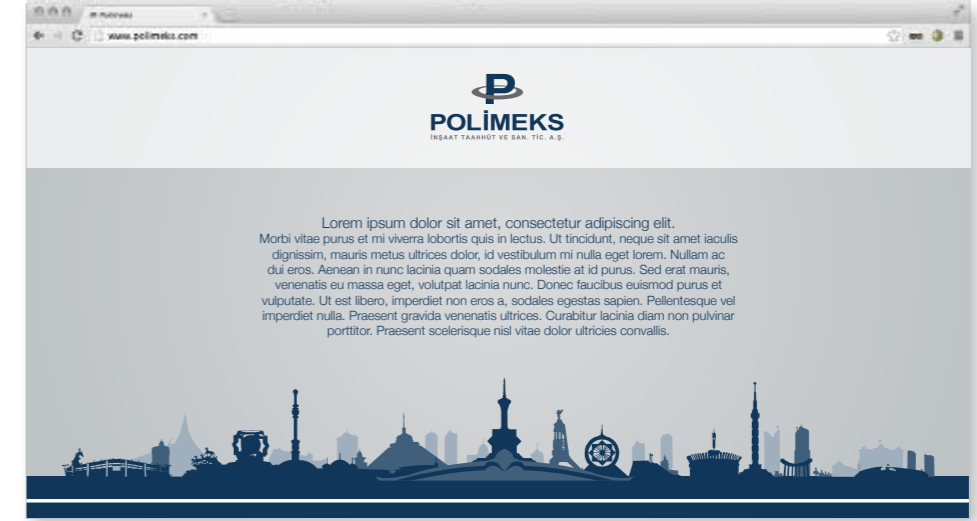 Polimeks
www.polimeks.com
P
POLİMEKS
İNŞAAT TAAHHÜT VE SAN. TİC. A.Ş.
Lorem ipsum dolor sit amet, consectetur adipiscing elit.
Morbi vitae purus et mi viverra lobortis quis in lectus. Ut tincidunt, neque sit amet iaculis
dignissim, mauris metus ultrices dolor, id vestibulum mi nulla eget lorem. Nullam ac
dui eros. Aenean in nunc lacinia quam sodales molestie at id purus. Sed erat mauris,
venenatis eu massa eget, volutpat lacinia nunc. Donec faucibus euismod purus et
vulputate. Ut est libero, imperdiet non eros a, sodales egestas sapien. Pellentesque vel
imperdiet nulla. Praesent gravida venenatis ultrices. Curabitur lacinia diam non pulvinar
porttitor. Praesent scelerisque nisl vitae dolor ultricies convallis.